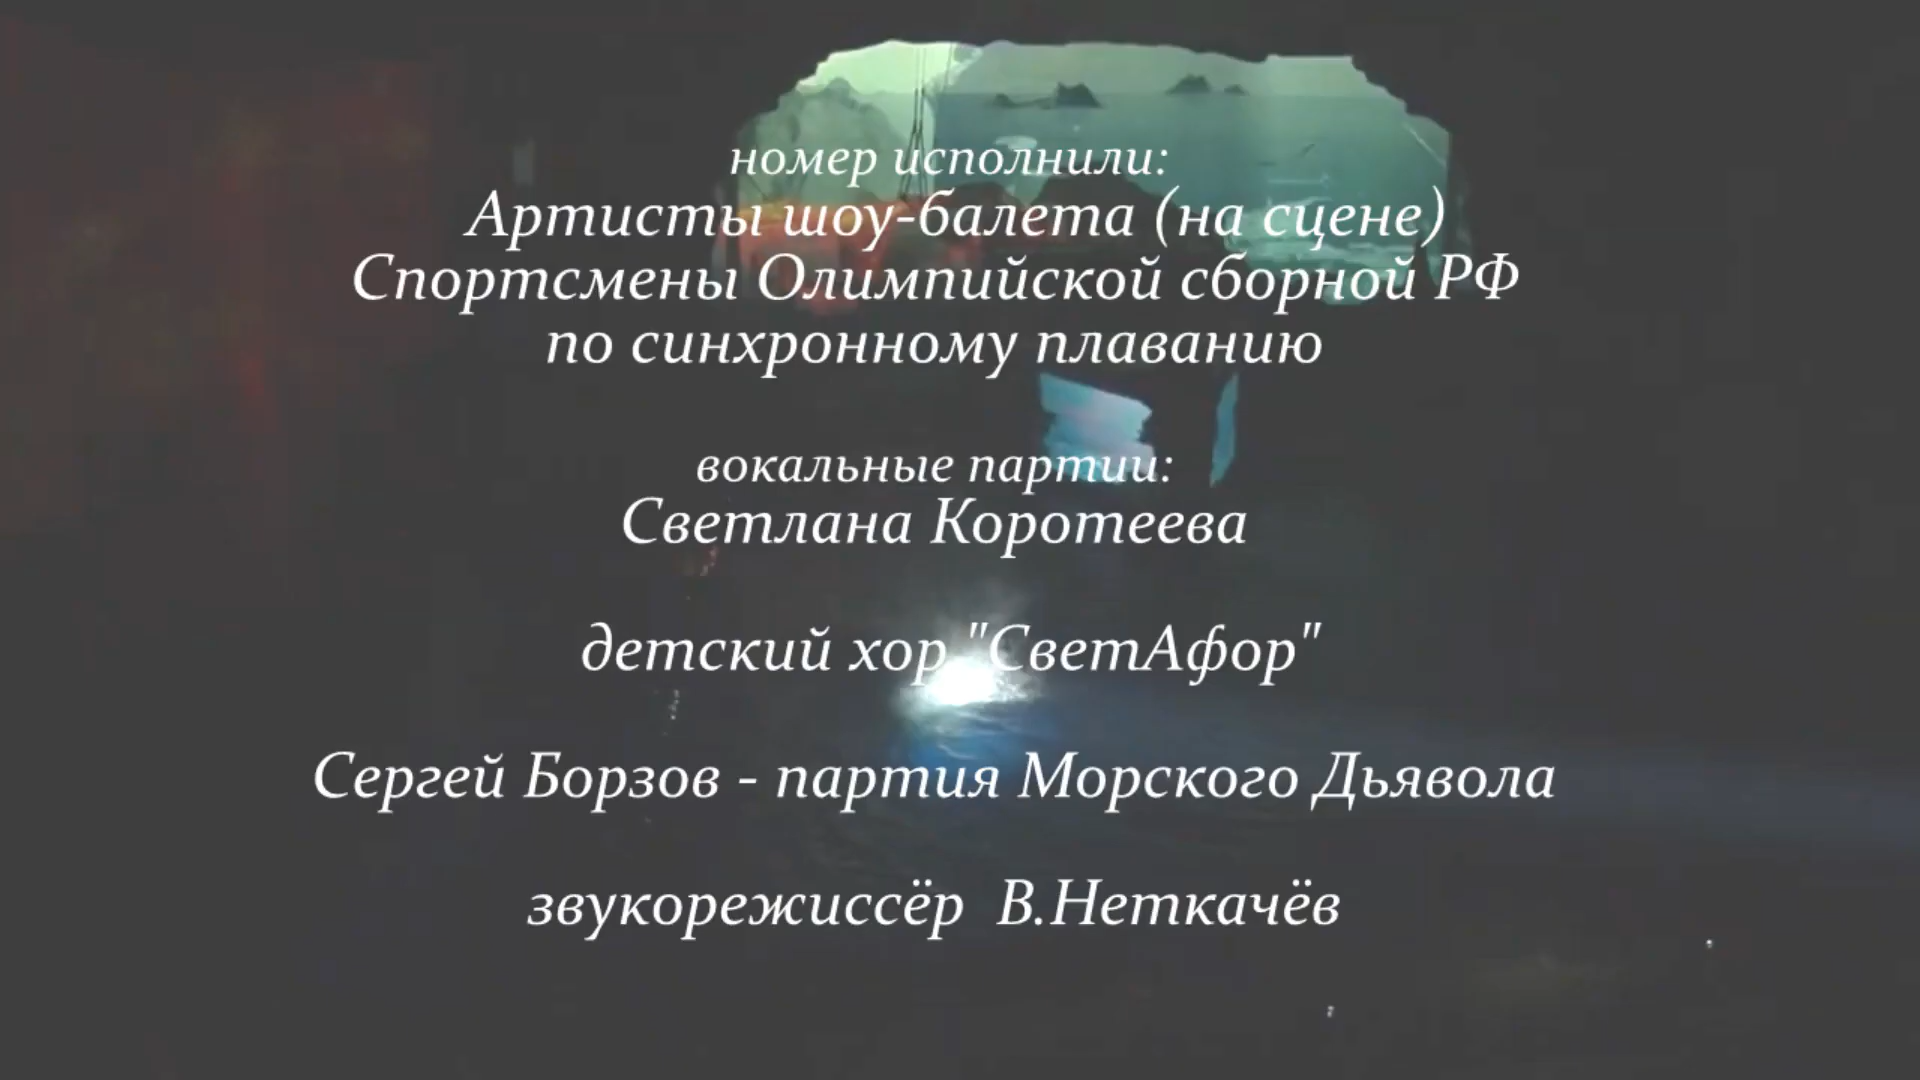 номер исполнили:
Артисты шоу-балета (на сцене)
Спортсмены Олимпийской сборной РФ
по синхронному плаванию
вокальные партии:
Светлана Коротеева
детский хор "СветАфор"
Сергей Борзов - партия Морского Дьявола
звукорежиссёр В.Неткачёв